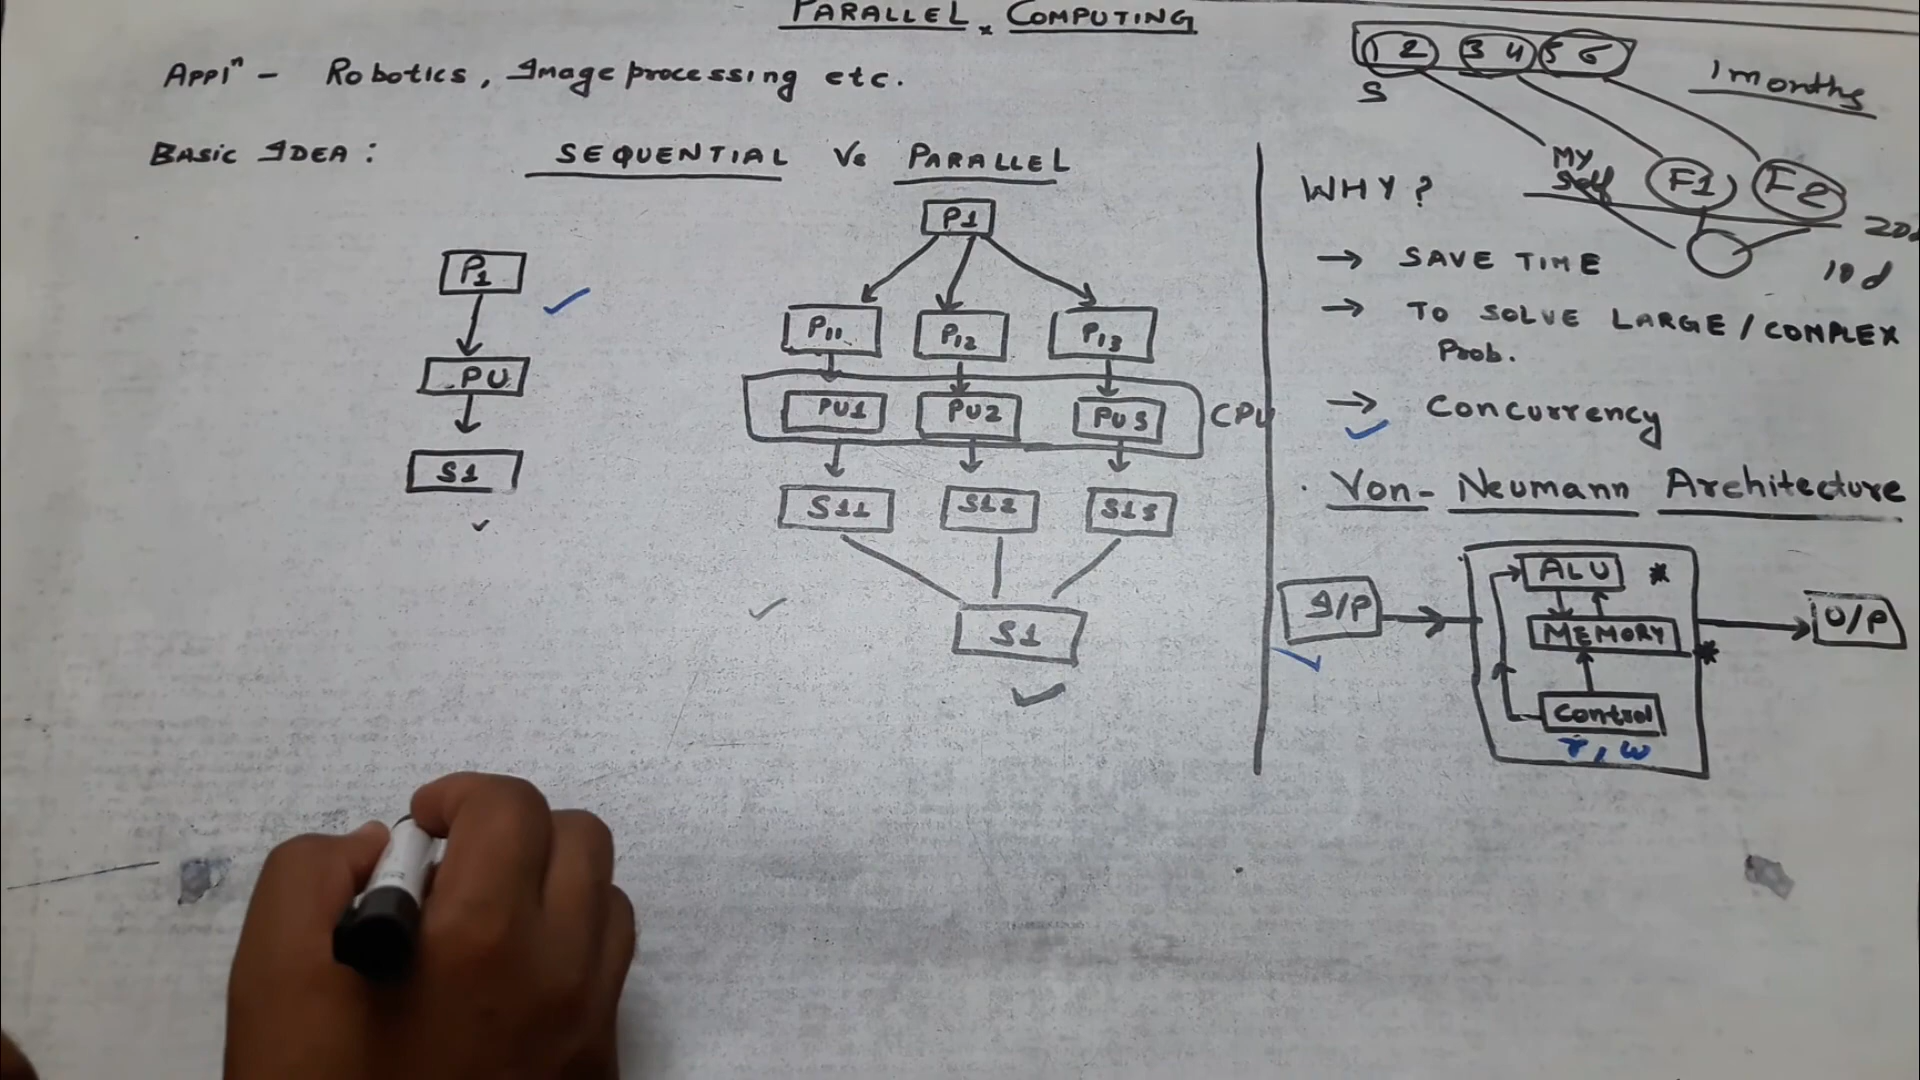 PARALLEL COMPUTING
Appln - Robotics, Image processing etc.
BASIC IDEA: SEQUENTIAL Vs PARALLEL
P1
PU
S1
P1
P11 P12 P13
PU1 PU2 PU3 CPU
S11 S12 S13
S1
1 2 3 4 5 6
S
1 months
My self F1 F2
20d
10 d
WHY?
→ SAVE TIME
→ TO SOLVE LARGE / COMPLEX
Prob.
→ Concurrency
Von- Neumann Architecture
I/P
ALU *
MEMORY *
Control
r, w
O/P